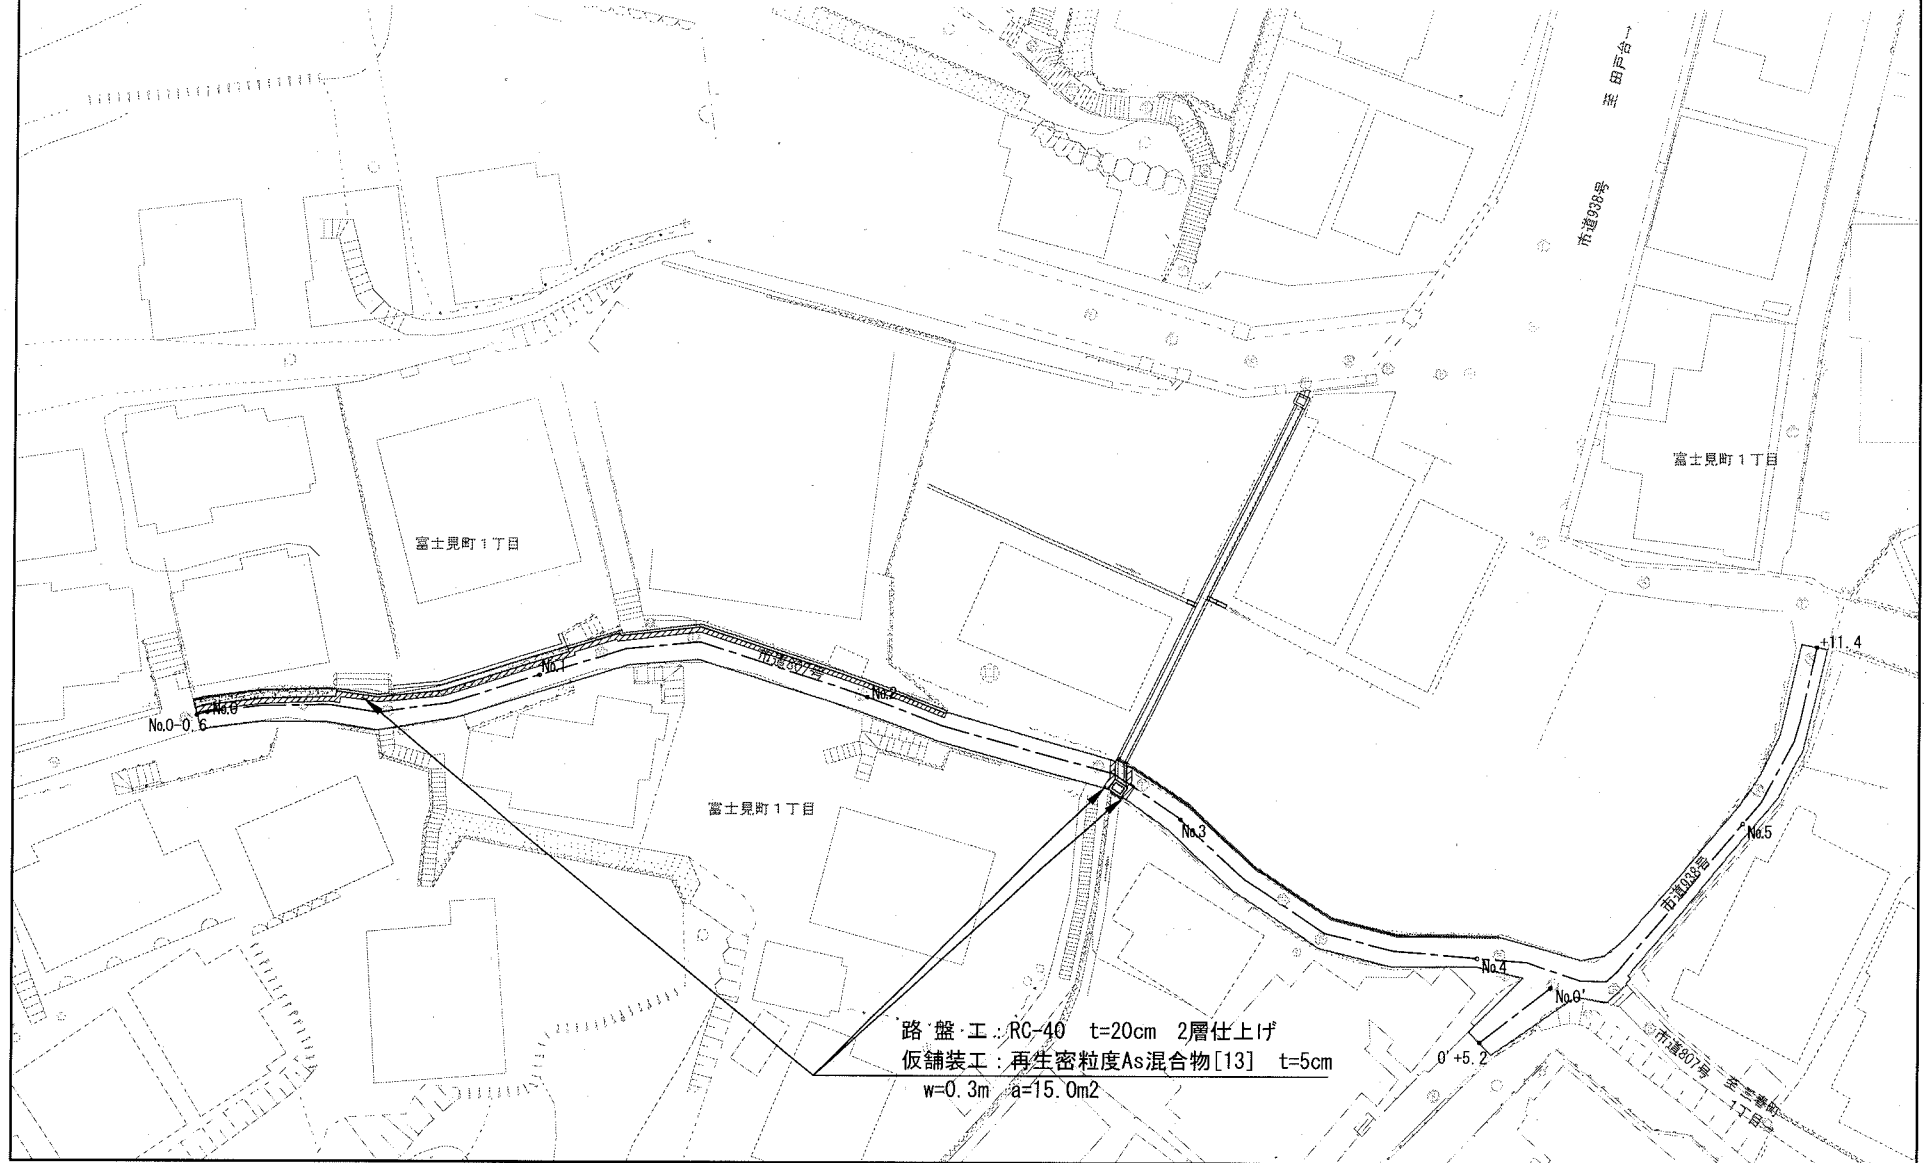 至 田戸台→
市道938号
富士見町1丁目
富士見町1丁目
+11.4
No.1
市道807号
No.2
No.0
No.0-0.6
富士見町1丁目
No.3
No.5
市道938号
No.4
No.0'
0'+5.2
市道807号
1丁目
路盤工：RC-40 t=20cm 2層仕上げ
仮舗装工：再生密粒度As混合物[13] t=5cm
w=0.3m a=15.0m2